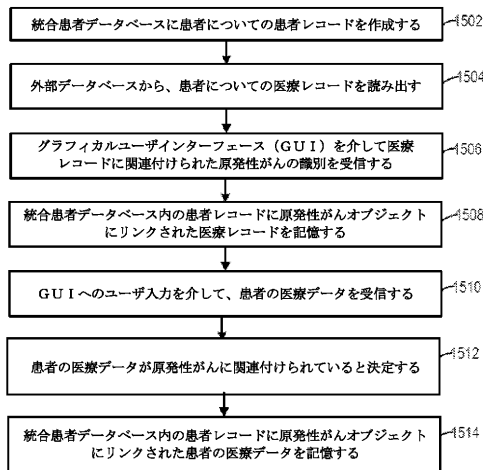 統合患者データベースに患者についての患者レコードを作成する
1502
外部データベースから、患者についての医療レコードを読み出す
1504
グラフィカルユーザインターフェース（ＧＵＩ）を介して医療
レコードに関連付けられた原発性がんの識別を受信する
1506
統合患者データベース内の患者レコードに原発性がんオブジェクト
にリンクされた医療レコードを記憶する
1508
ＧＵＩへのユーザ入力を介して、患者の医療データを受信する
1510
患者の医療データが原発性がんに関連付けられていると決定する
1512
統合患者データベース内の患者レコードに原発性がんオブジェクト
にリンクされた患者の医療データを記憶する
1514